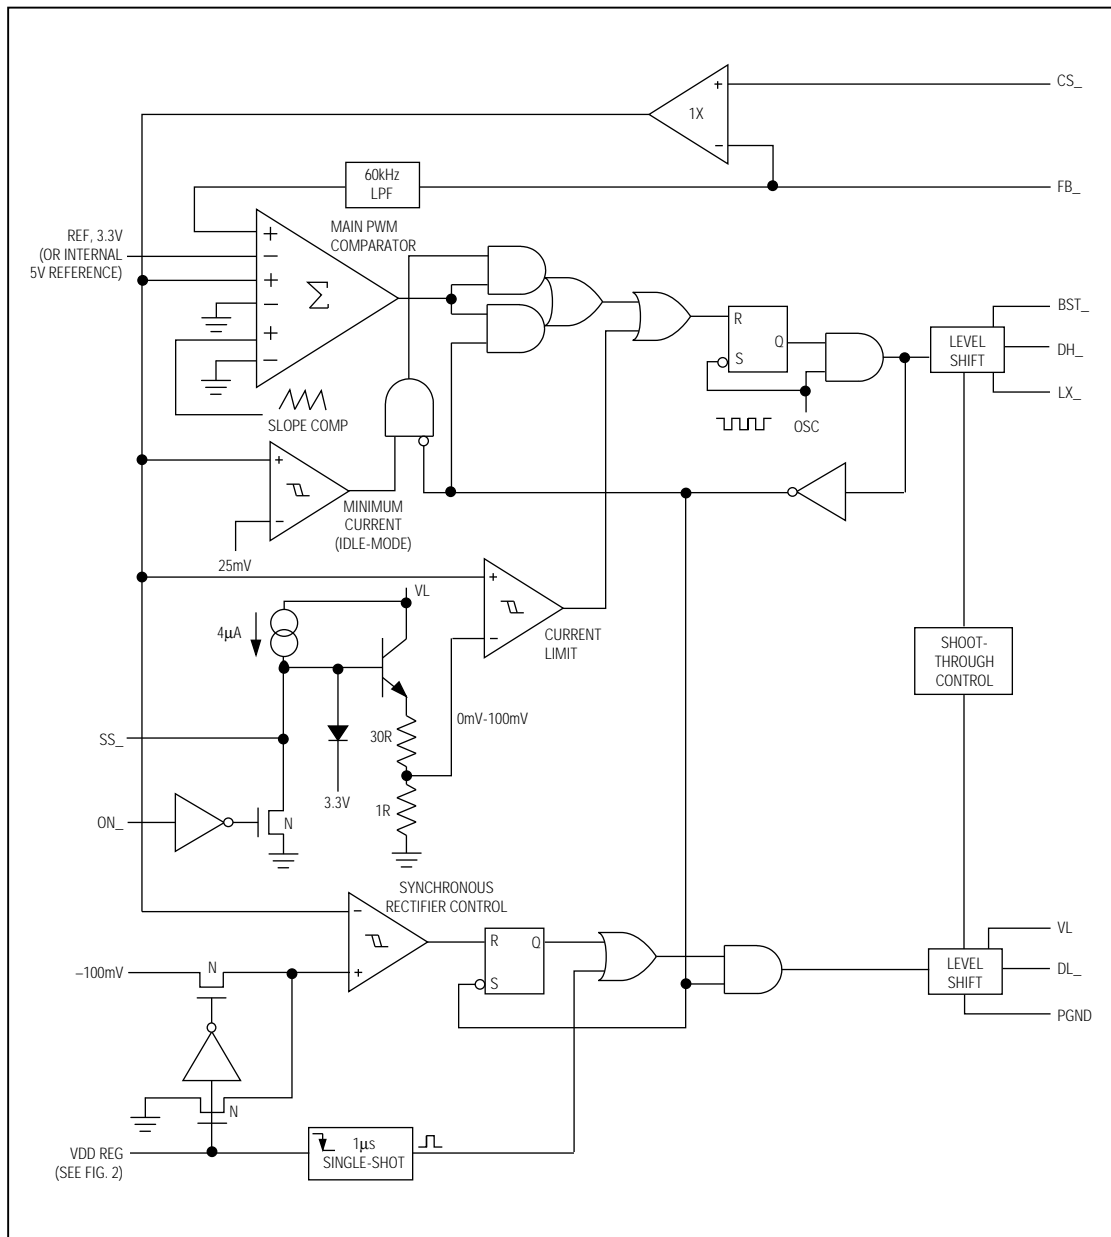 CS_
+
1X
−
60kHz
LPF
FB_
MAIN PWM
COMPARATOR
REF, 3.3V
(OR INTERNAL
5V REFERENCE)
+
−
+
−
+
−
Σ
BST_
R
Q
S
LEVEL
SHIFT
DH_
LX_
SLOPE COMP
OSC
+
−
MINIMUM
CURRENT
(IDLE-MODE)
25mV
VL
+
−
4µA
CURRENT
LIMIT
SHOOT-
THROUGH
CONTROL
0mV-100mV
30R
SS_
3.3V
1R
ON_
N
SYNCHRONOUS
RECTIFIER CONTROL
−
+
R
Q
S
VL
LEVEL
SHIFT
DL_
PGND
–100mV
N
N
VDD REG
(SEE FIG. 2)
1µs
SINGLE-SHOT